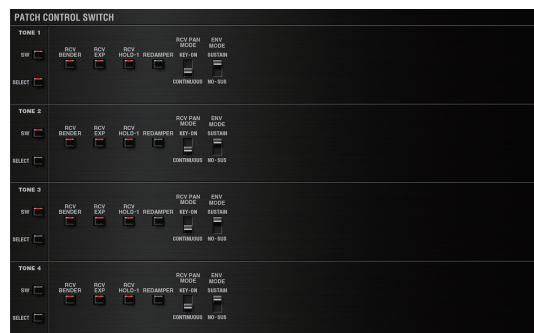 PATCH CONTROL SWITCH
TONE 1
SW
RCV BENDER
RCV EXP
RCV HOLD-1
REDAMPER
RCV PAN MODE
KEY-ON
CONTINUOUS
ENV MODE
SUSTAIN
NO-SUS
SELECT
TONE 2
SW
RCV BENDER
RCV EXP
RCV HOLD-1
REDAMPER
RCV PAN MODE
KEY-ON
CONTINUOUS
ENV MODE
SUSTAIN
NO-SUS
SELECT
TONE 3
SW
RCV BENDER
RCV EXP
RCV HOLD-1
REDAMPER
RCV PAN MODE
KEY-ON
CONTINUOUS
ENV MODE
SUSTAIN
NO-SUS
SELECT
TONE 4
SW
RCV BENDER
RCV EXP
RCV HOLD-1
REDAMPER
RCV PAN MODE
KEY-ON
CONTINUOUS
ENV MODE
SUSTAIN
NO-SUS
SELECT